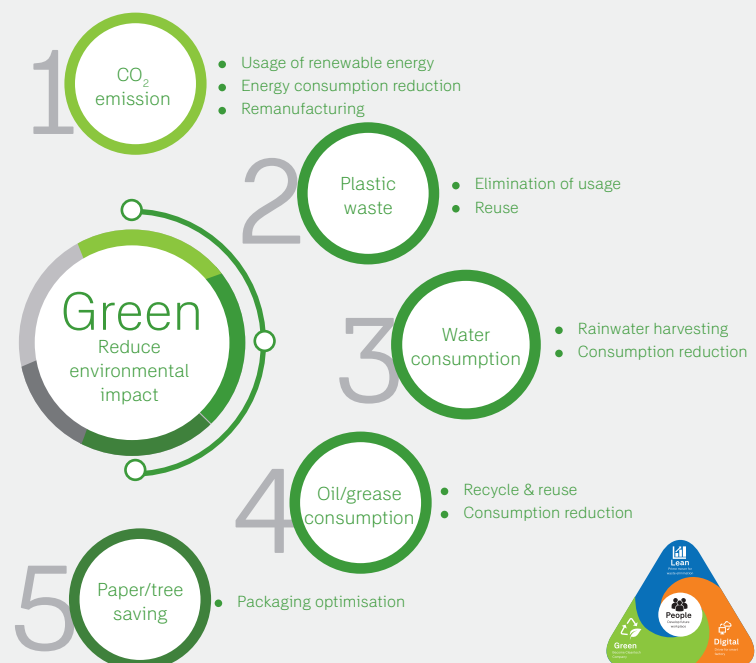 1
CO2
emission
Usage of renewable energy
Energy consumption reduction
Remanufacturing
2
Plastic
waste
Elimination of usage
Reuse
Green
Reduce
environmental
impact
3
Water
consumption
Rainwater harvesting
Consumption reduction
4
Oil/grease
consumption
Recycle & reuse
Consumption reduction
5
Paper/tree
saving
Packaging optimisation
Lean
People
Green
Digital